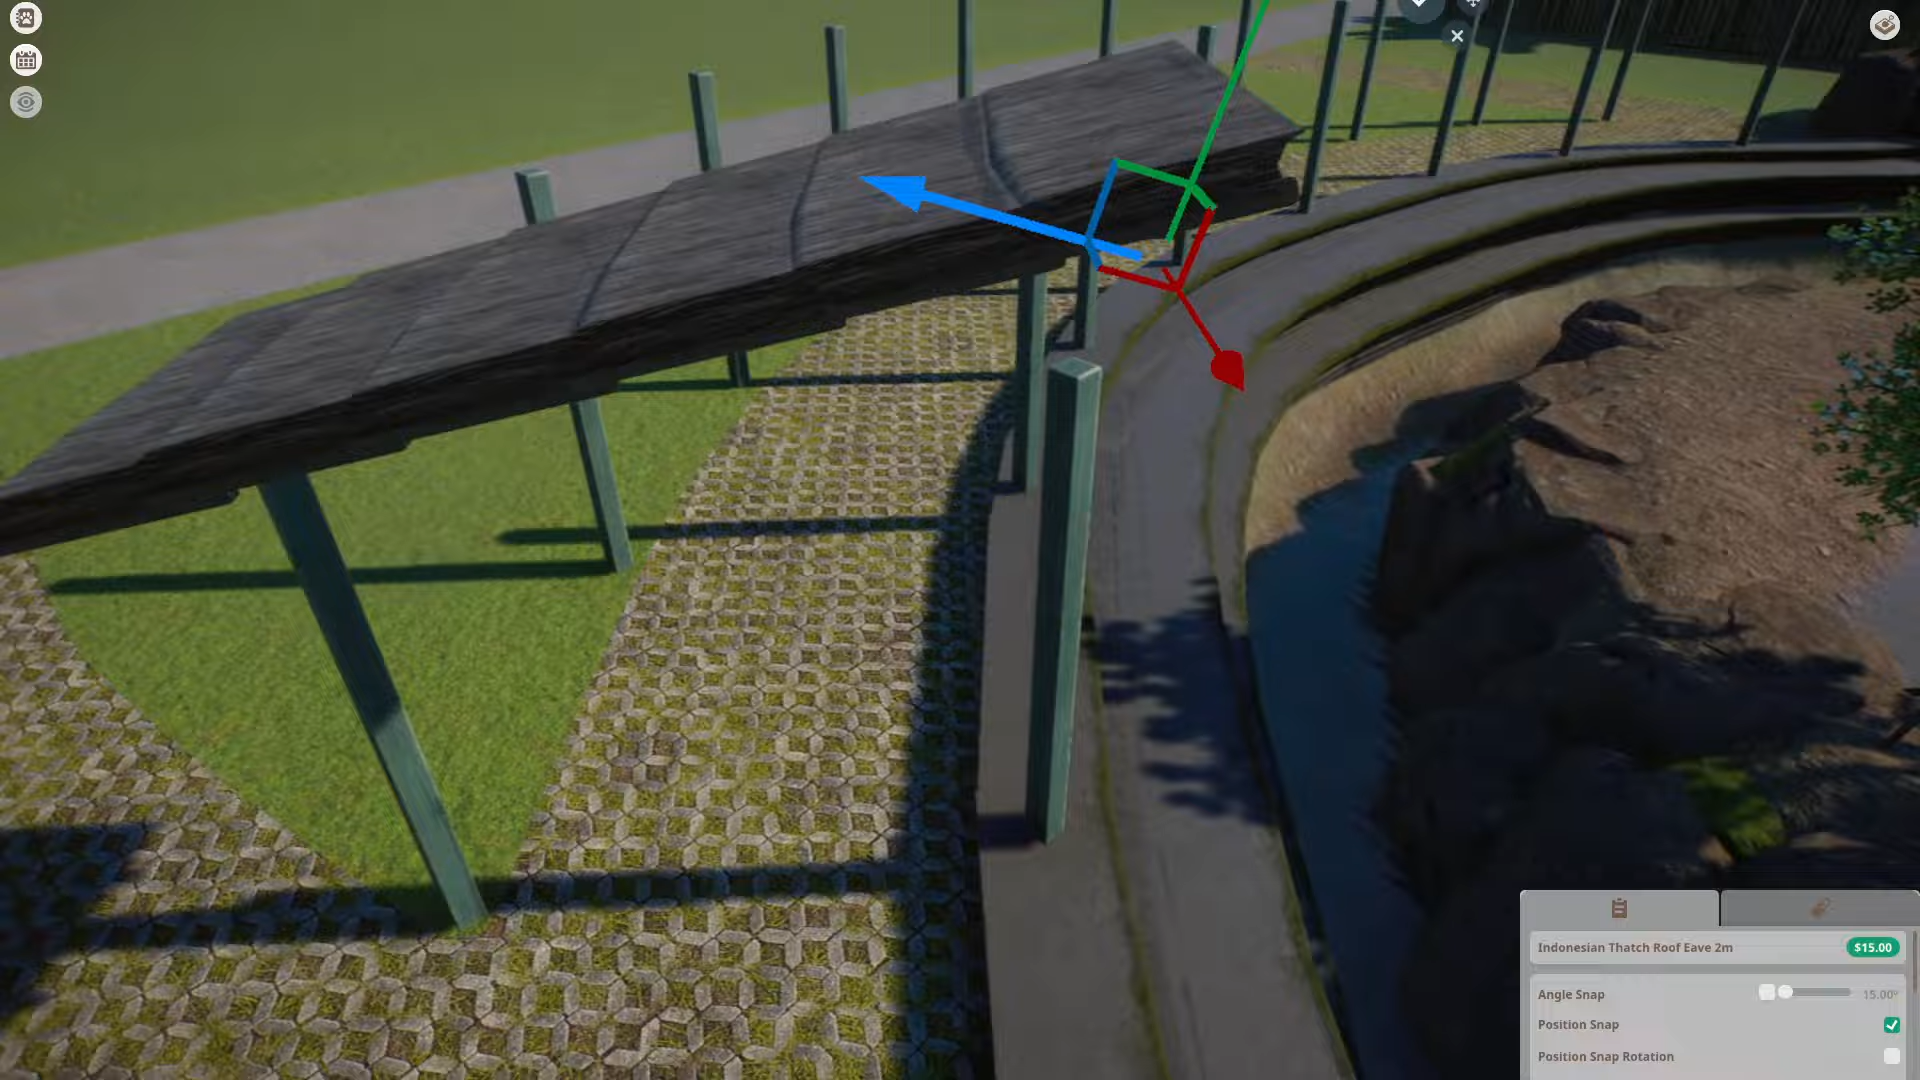 Indonesian Thatch Roof Eave 2m $15.00
Angle Snap 15.00°
Position Snap
Position Snap Rotation